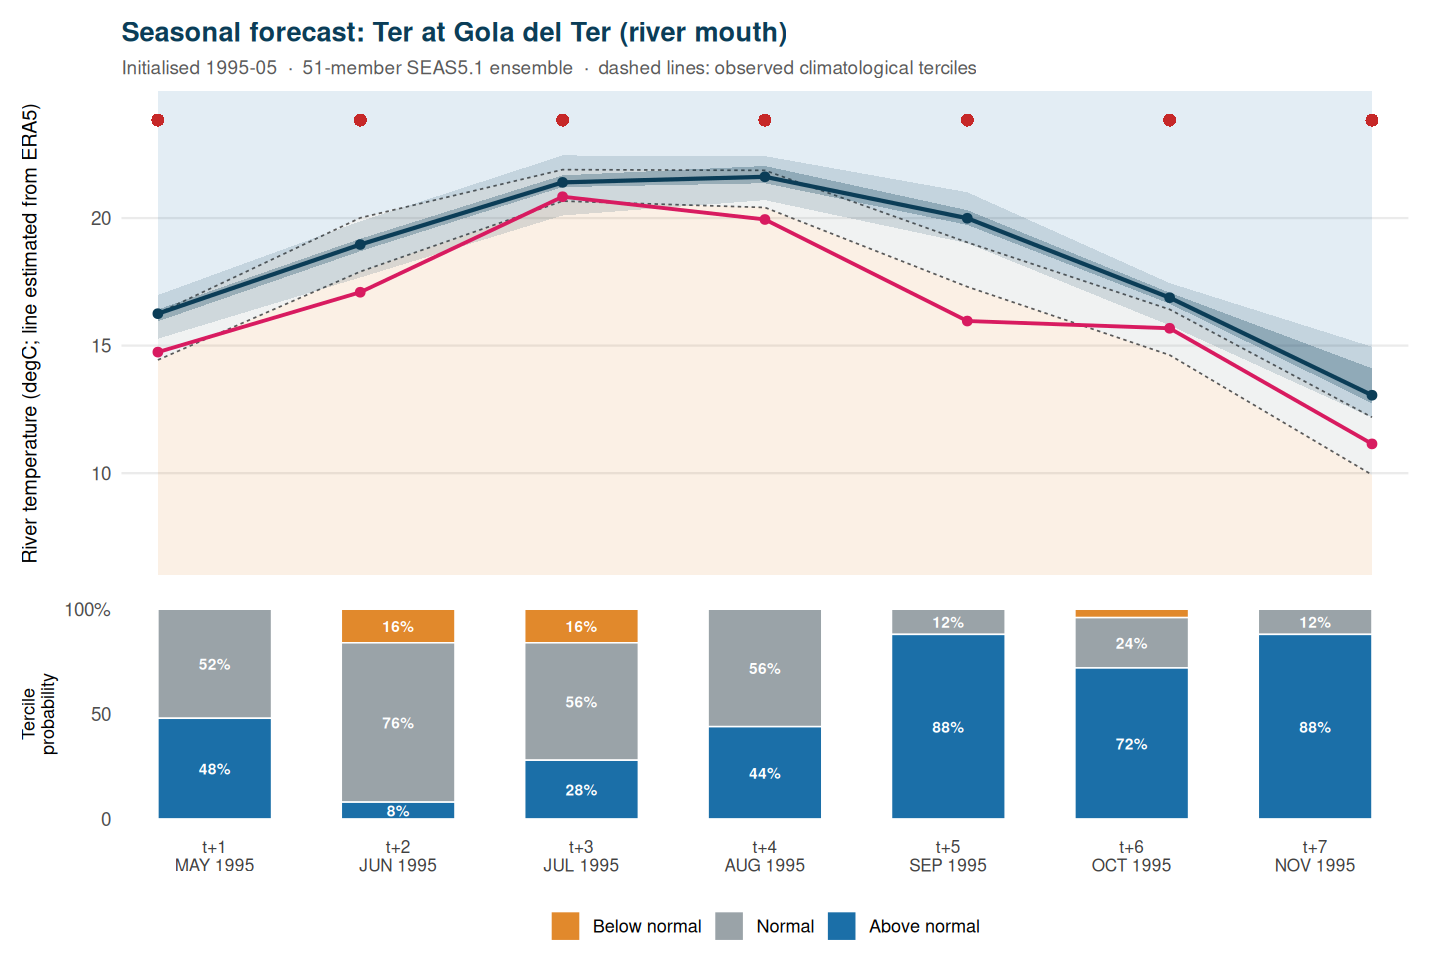 Seasonal forecast: Ter at Gola del Ter (river mouth)
Initialised 1995-05 · 51-member SEAS5.1 ensemble · dashed lines: observed climatological terciles
River temperature (degC; line estimated from ERA5)
20
15
10
Tercile
probability
100%
50
0
52%
48%
16%
76%
8%
16%
56%
28%
56%
44%
12%
88%
24%
72%
12%
88%
t+1
MAY 1995
t+2
JUN 1995
t+3
JUL 1995
t+4
AUG 1995
t+5
SEP 1995
t+6
OCT 1995
t+7
NOV 1995
Below normal
Normal
Above normal